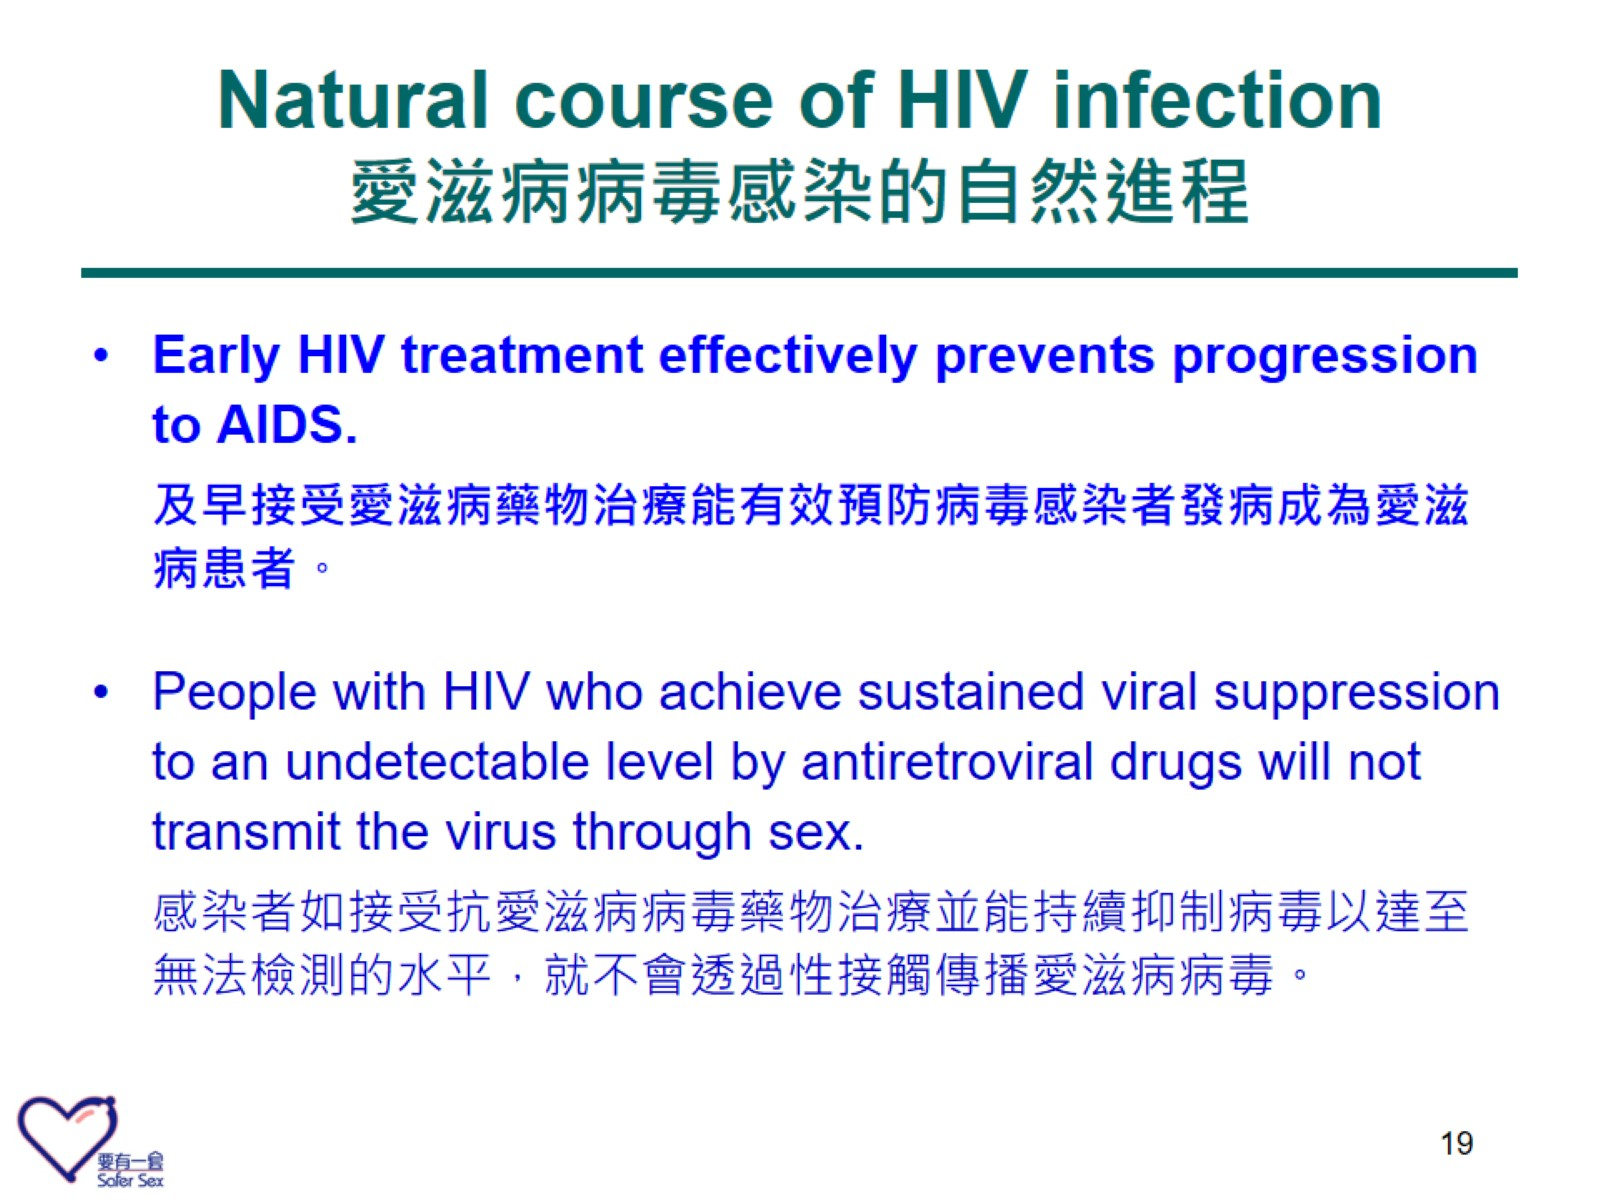 Natural course of HIV infection
愛滋病病毒感染的自然進程
• Early HIV treatment effectively prevents progression
to AIDS.
及早接受愛滋病藥物治療能有效預防病毒感染者發病成為愛滋
病患者。
• People with HIV who achieve sustained viral suppression
to an undetectable level by antiretroviral drugs will not
transmit the virus through sex.
感染者如接受抗愛滋病病毒藥物治療並能持續抑制病毒以達至
無法檢測的水平，就不會透過性接觸傳播愛滋病病毒。
要有一套
Safer Sex
19